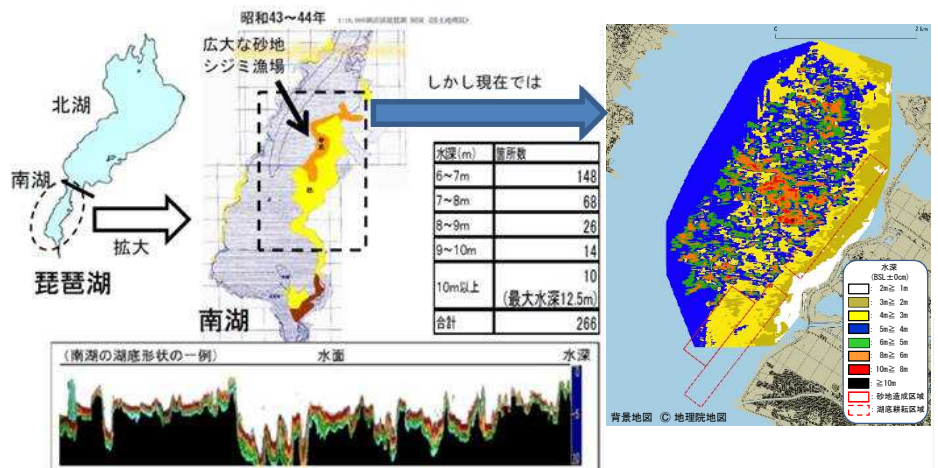 昭和43～44年
広大な砂地
シジミ漁場
北湖
南湖
拡大
琵琶湖
南湖
しかし現在では
水深(m) 箇所数
6～7m 148
7～8m 68
8～9m 26
9～10m 14
10m以上 10
(最大水深12.5m)
合計 266
(南湖の湖底形状の一例) 水面 水深
0
-5
-10
0 2 km
水深
(BSL±0cm)
: 2m≧ 1m
: 3m≧ 2m
: 4m≧ 3m
: 5m≧ 4m
: 6m≧ 5m
: 8m≧ 6m
: 10m≧ 8m
: ≧10m
: 砂地造成区域
: 湖底耕耘区域
背景地図 © 地理院地図